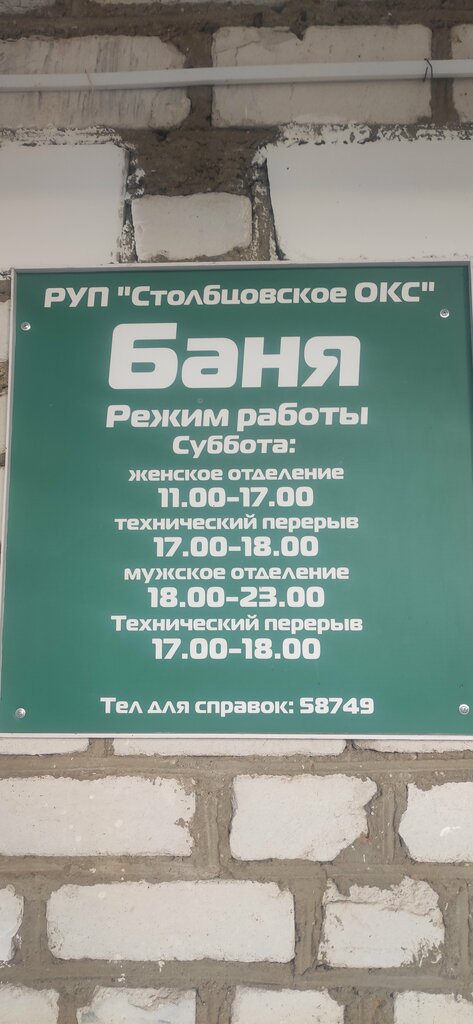 РУП "Столбцовское ОКС"
Баня
Режим работы
Суббота:
женское отделение
11.00-17.00
технический перерыв
17.00-18.00
мужское отделение
18.00-23.00
Технический перерыв
17.00-18.00
Тел для справок: 58749